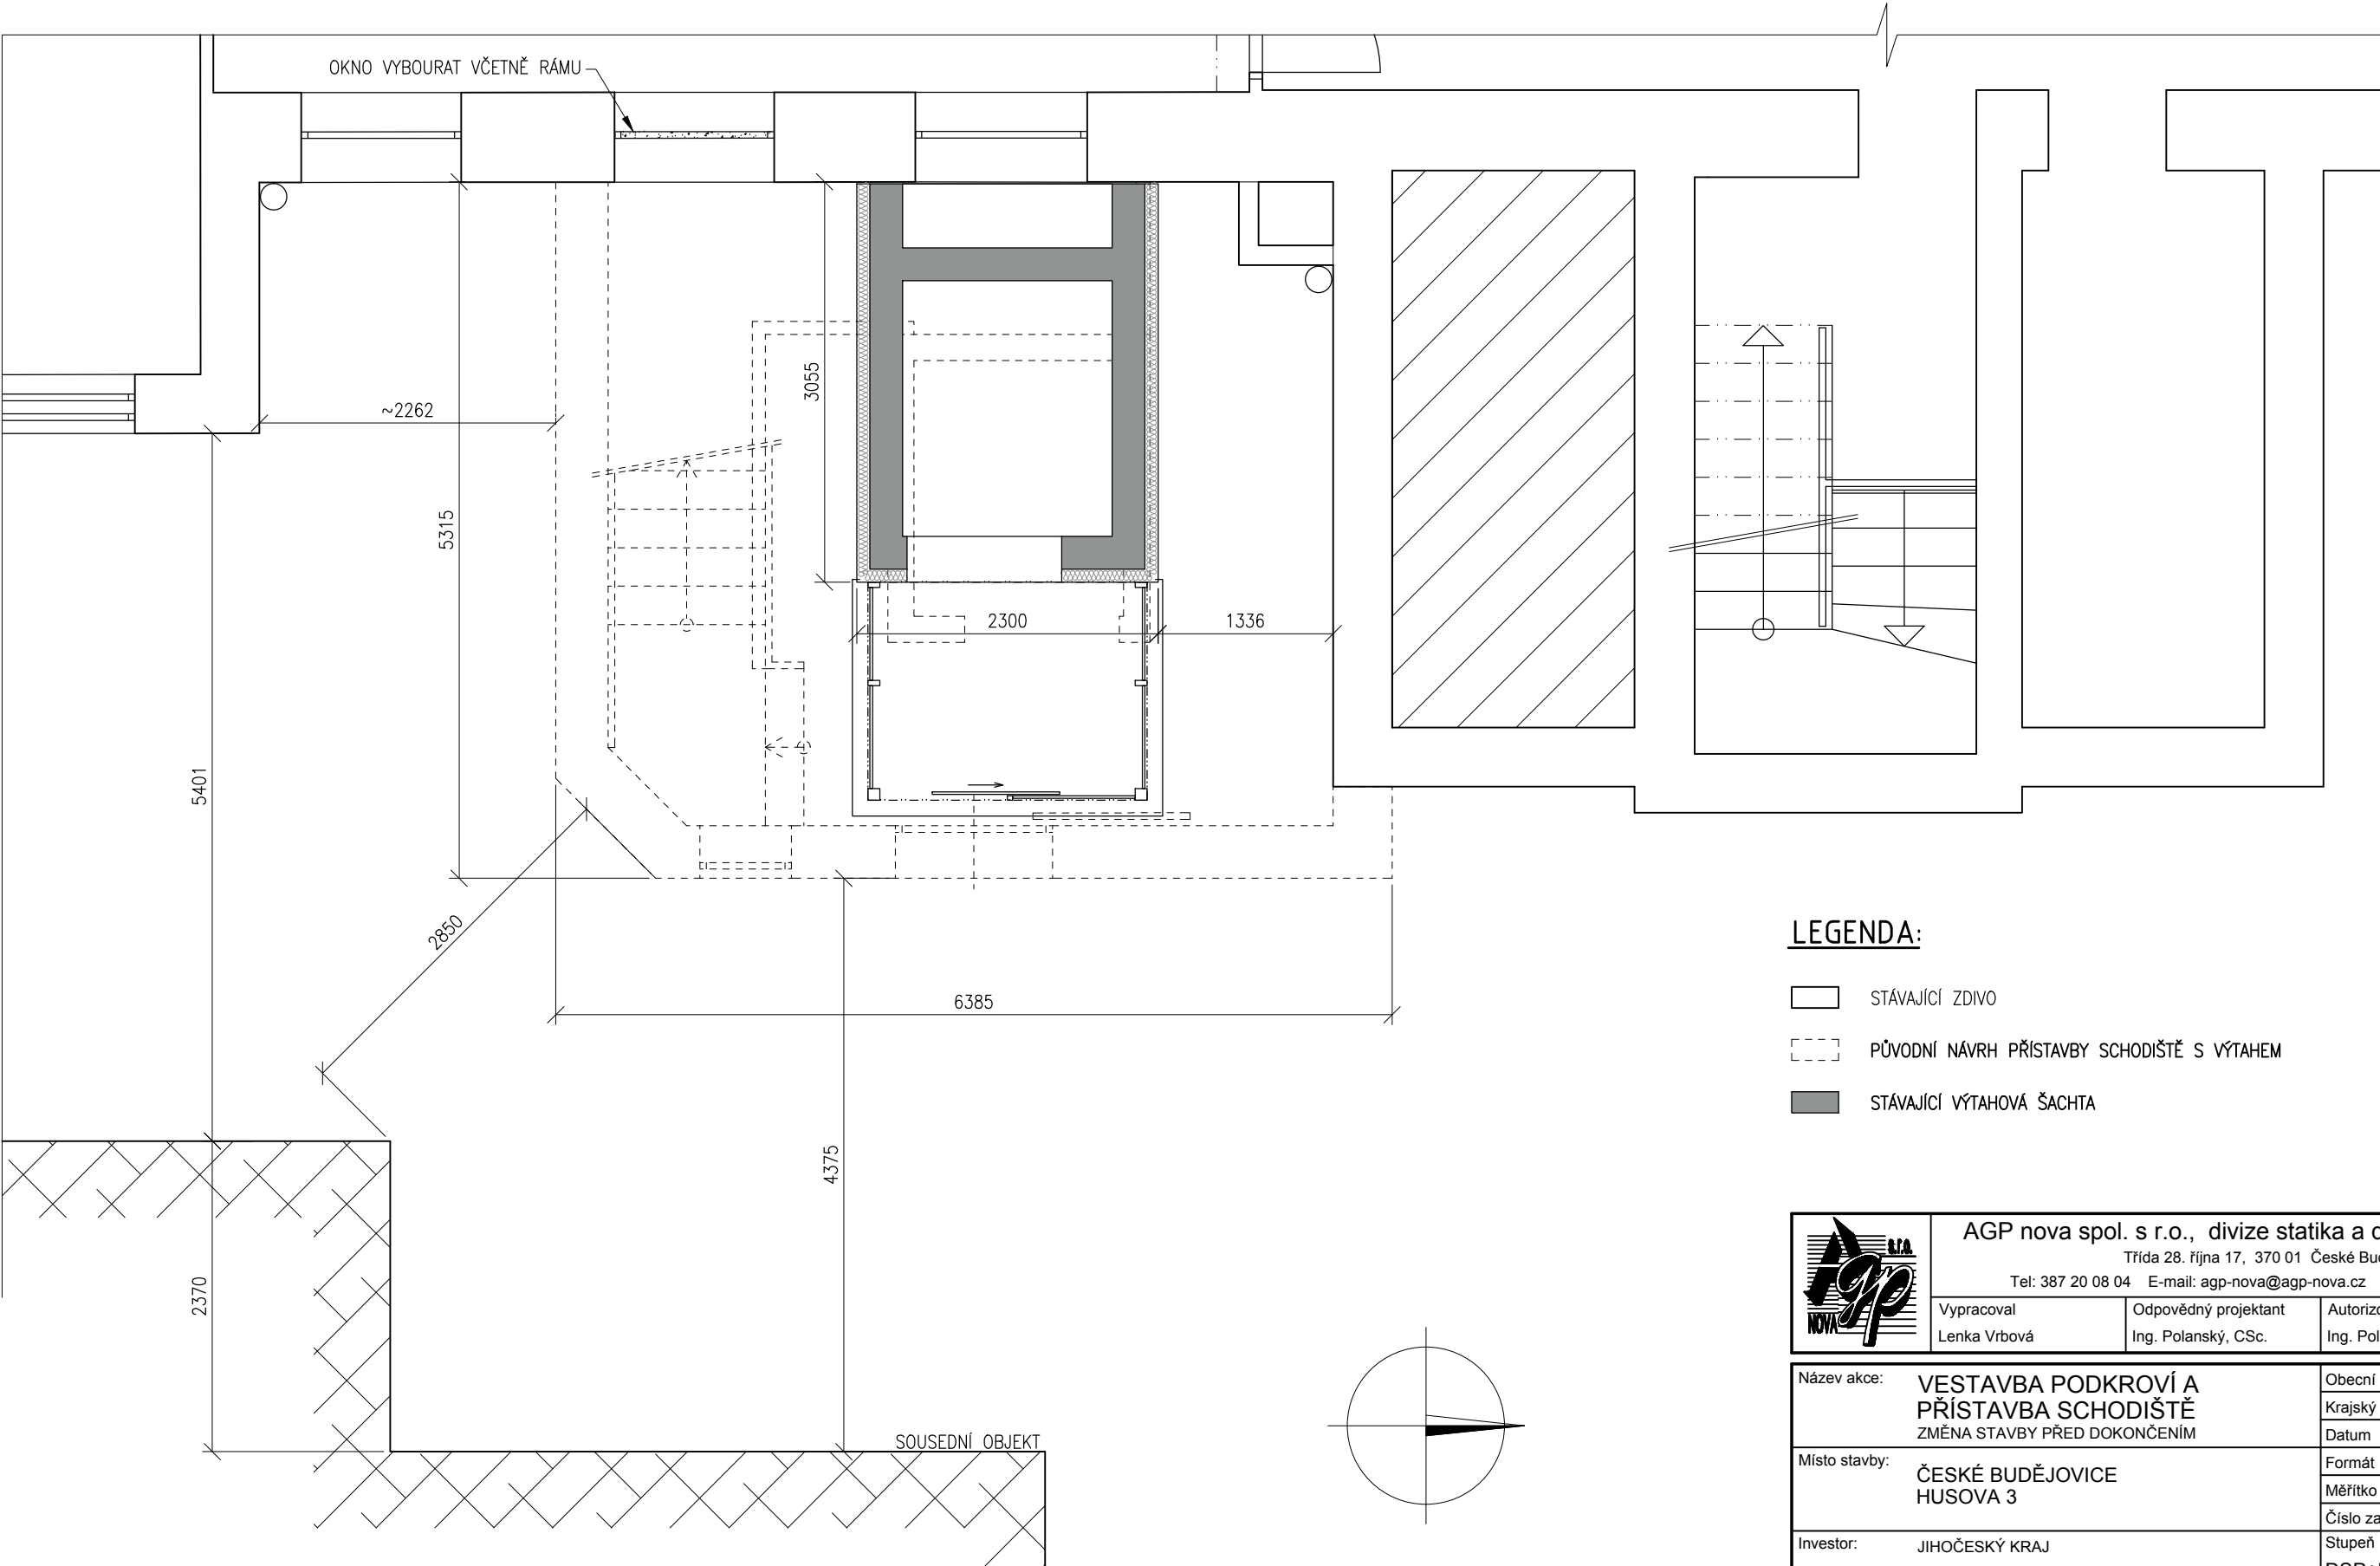 OKNO VYBOURAT VČETNĚ RÁMU
~2262
3055
5315
2300
1336
5401
2850
6385
4375
2370
SOUSEDNÍ OBJEKT
LEGENDA:
STÁVAJÍCÍ ZDIVO
PŮVODNÍ NÁVRH PŘÍSTAVBY SCHODIŠTĚ S VÝTAHEM
STÁVAJÍCÍ VÝTAHOVÁ ŠACHTA
Agp s.r.o.
NOVA
AGP nova spol. s r.o., divize statika a
Třída 28. října 17, 370 01 České
Tel: 387 20 08 04 E-mail: agp-nova@agp-nova.cz
Vypracoval Odpovědný projektant
Lenka Vrbová Ing. Polanský, CSc. Ing.
Název akce: VESTAVBA PODKROVÍ A
PŘÍSTAVBA SCHODIŠTĚ
ZMĚNA STAVBY PŘED DOKONČENÍM
Obecní
Krajský
Datum
Místo stavby: ČESKÉ BUDĚJOVICE
HUSOVA 3
Formát
Měřítko
Číslo
Investor: JIHOČESKÝ KRAJ
Stupeň